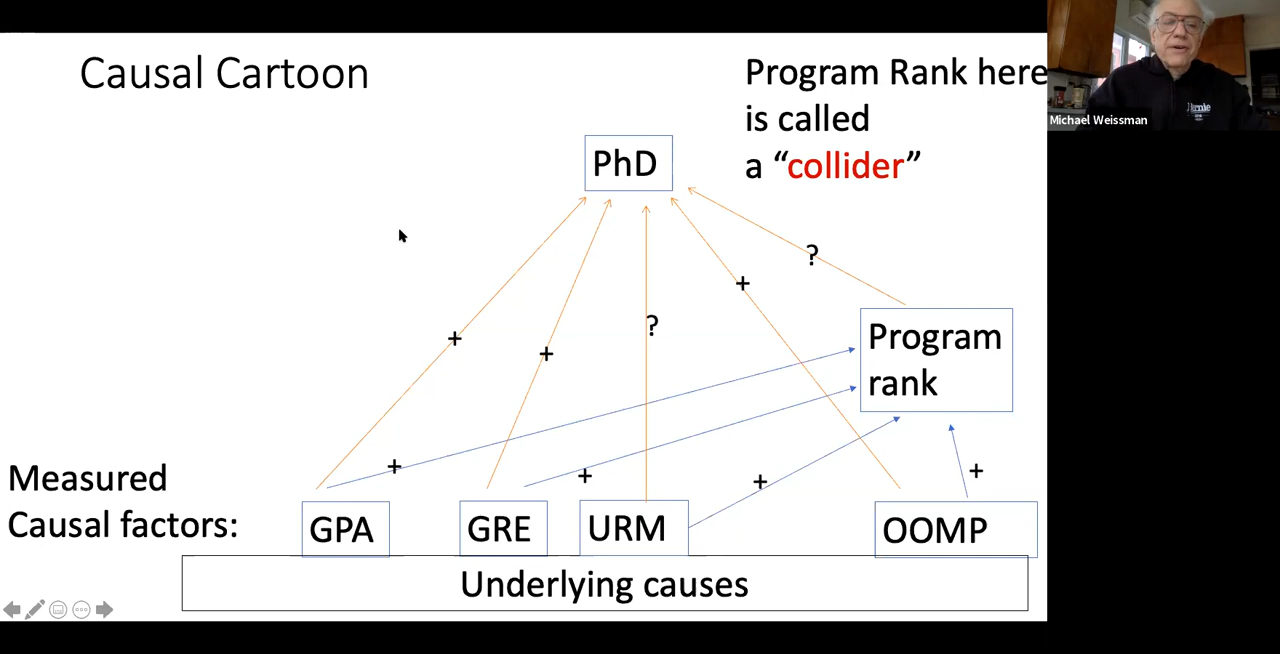 Causal Cartoon
Program Rank here
is called
a “collider”
Michael Weissman
PhD
?
+
?
+
+
Program
rank
+
+
+
+
Measured
Causal factors:
GPA
GRE
URM
OOMP
Underlying causes